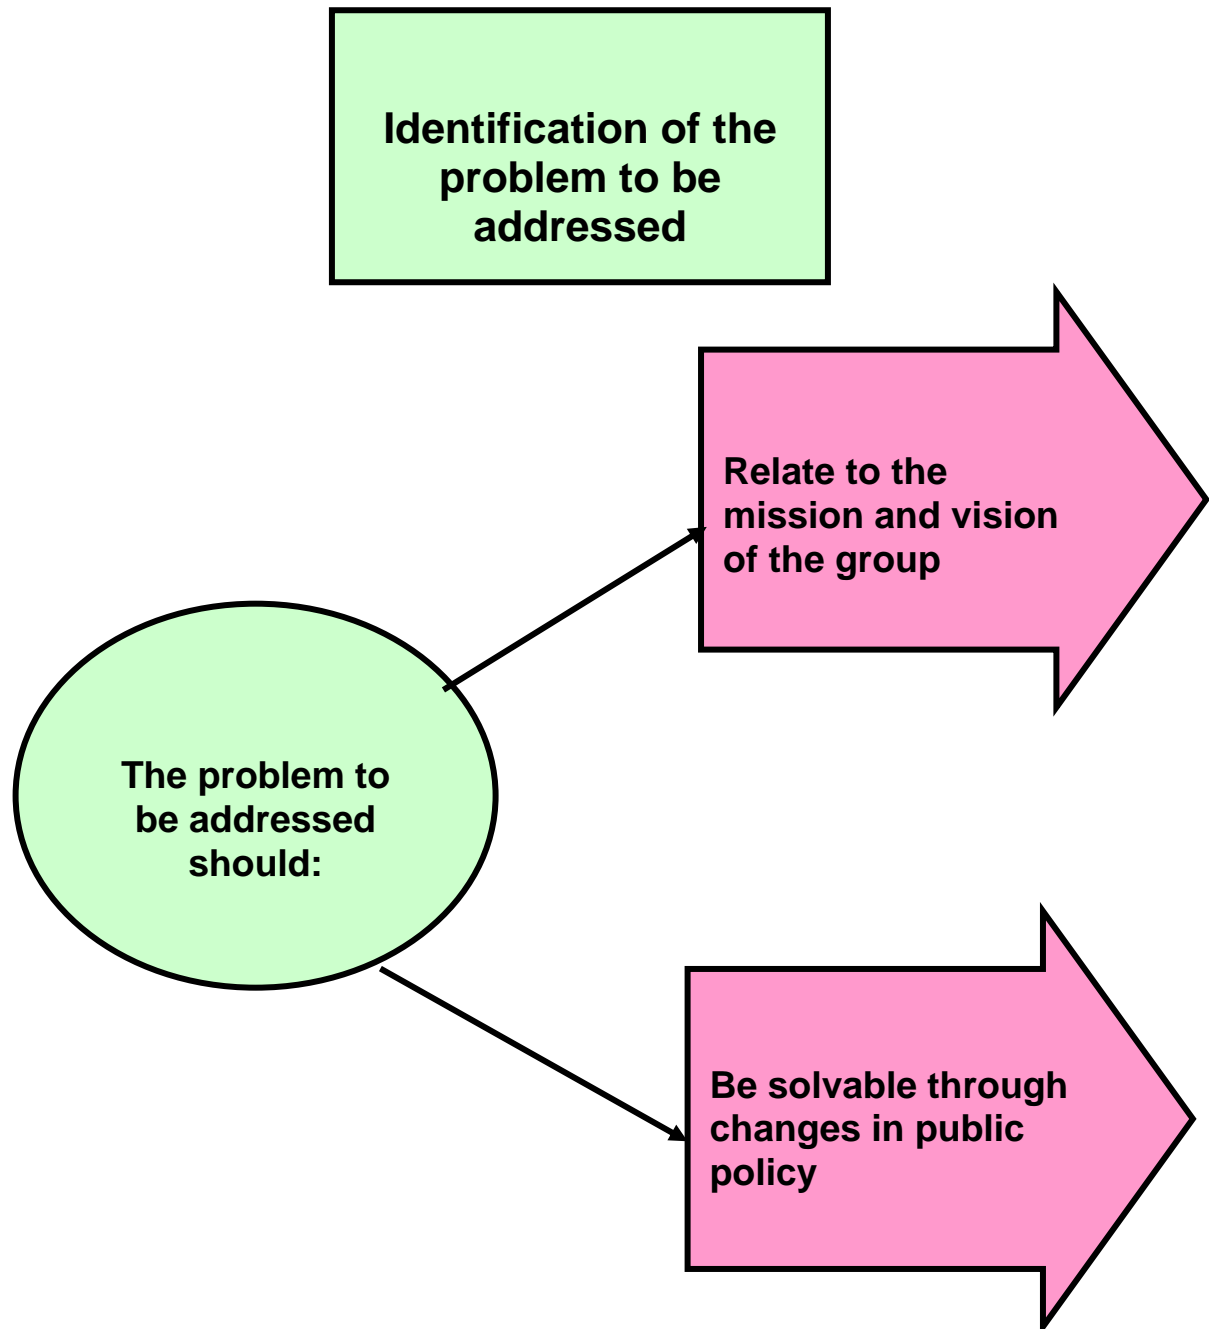 Identification of the
problem to be
addressed
Relate to the
mission and vision
of the group
The problem to
be addressed
should:
Be solvable through
changes in public
policy